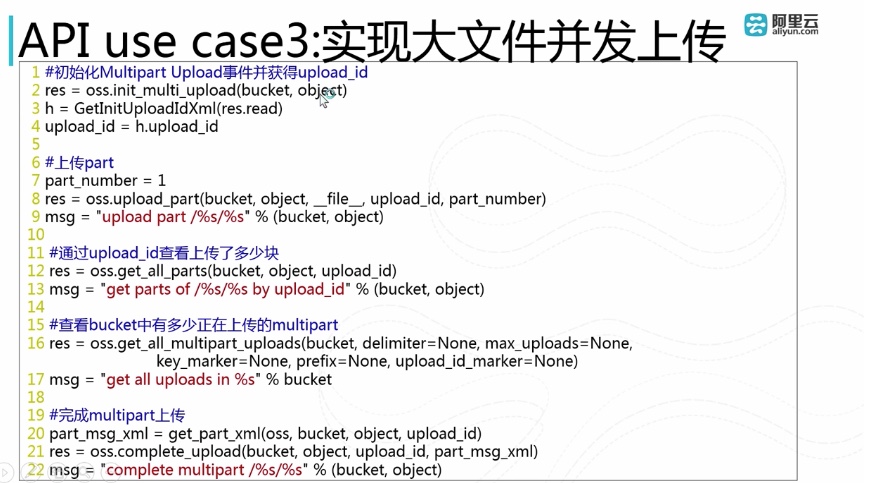 API use case3:实现大文件并发上传
阿里云
aliyun.com
1 #初始化Multipart Upload事件并获得upload_id
2 res = oss.init_multi_upload(bucket, object)
3 h = GetInitUploadIdXml(res.read)
4 upload_id = h.upload_id
5
6 #上传part
7 part_number = 1
8 res = oss.upload_part(bucket, object, __file__, upload_id, part_number)
9 msg = "upload part /%s/%s" % (bucket, object)
10
11 #通过upload_id查看上传了多少块
12 res = oss.get_all_parts(bucket, object, upload_id)
13 msg = "get parts of /%s/%s by upload_id" % (bucket, object)
14
15 #查看bucket中有多少正在上传的multipart
16 res = oss.get_all_multipart_uploads(bucket, delimiter=None, max_uploads=None,
key_marker=None, prefix=None, upload_id_marker=None)
17 msg = "get all uploads in %s" % bucket
18
19 #完成multipart上传
20 part_msg_xml = get_part_xml(oss, bucket, object, upload_id)
21 res = oss.complete_upload(bucket, object, upload_id, part_msg_xml)
22 msg = "complete multipart /%s/%s" % (bucket, object)